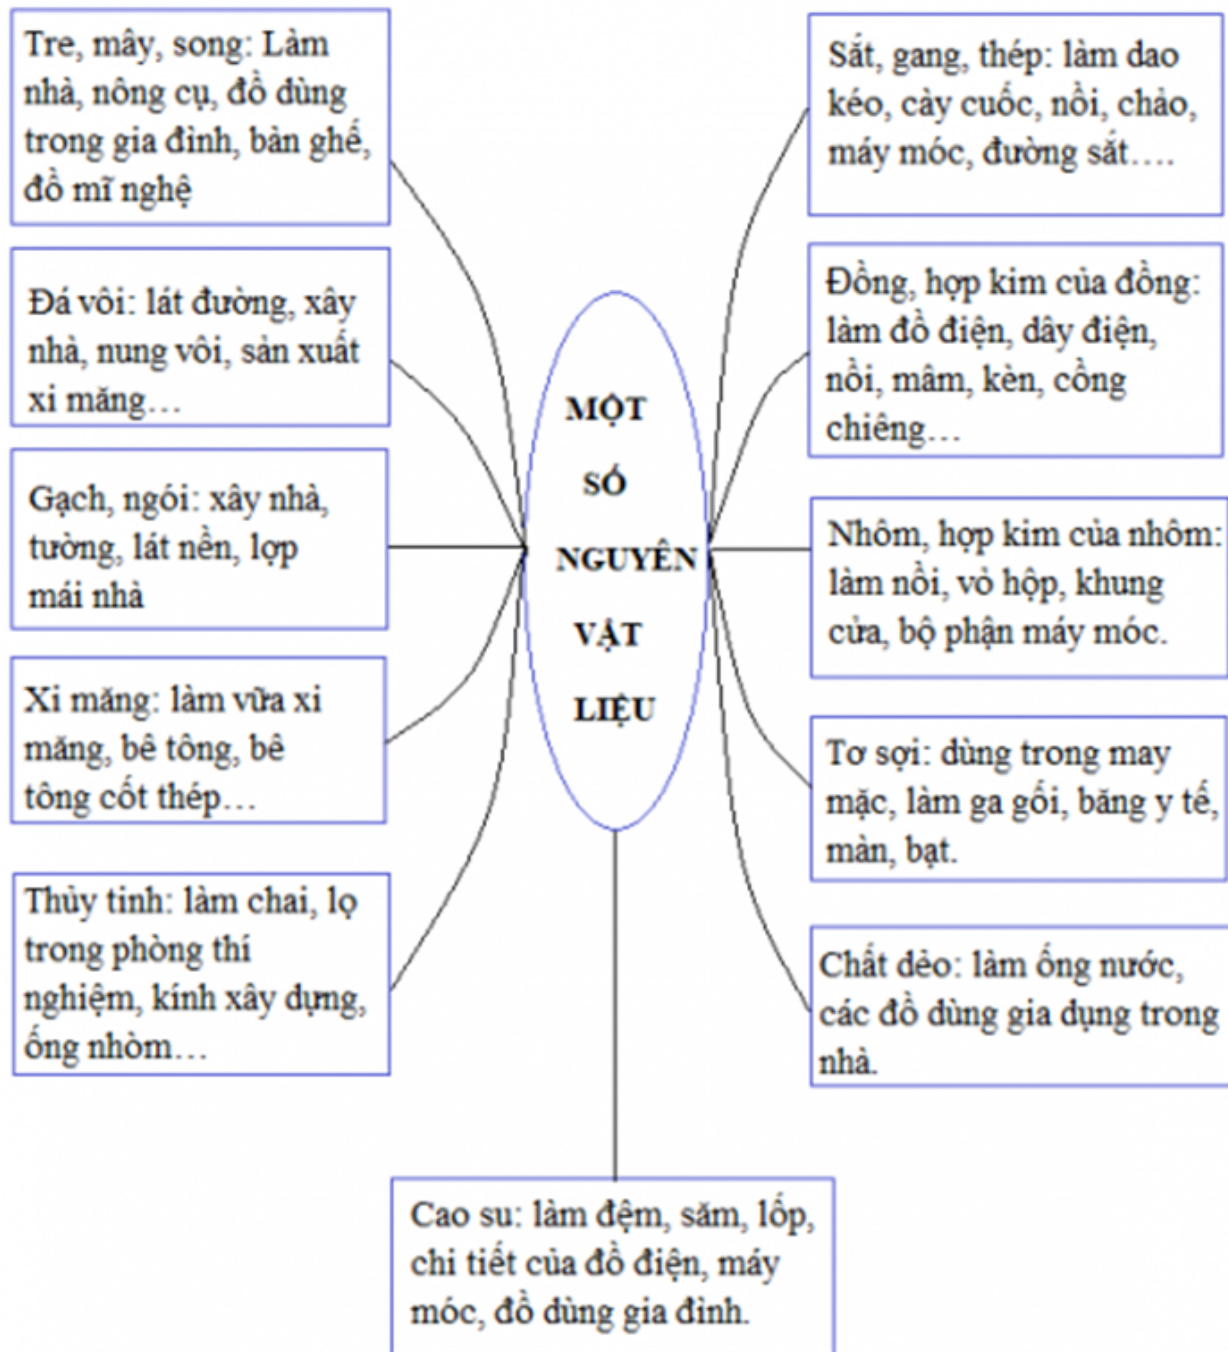 Tre, mây, song: Làm
nhà, nông cụ, đồ dùng
trong gia đình, bàn ghế,
đồ mĩ nghệ
Đá vôi: lát đường, xây
nhà, nung vôi, sản xuất
xi măng…
Gạch, ngói: xây nhà,
tường, lát nền, lợp
mái nhà
Xi măng: làm vữa xi
măng, bê tông, bê
tông cốt thép…
Thủy tinh: làm chai, lọ
trong phòng thí
nghiệm, kính xây dựng,
ống nhòm…
MỘT
SỐ
NGUYÊN
VẬT
LIỆU
Sắt, gang, thép: làm dao
kéo, cày cuốc, nồi, chảo,
máy móc, đường sắt….
Đồng, hợp kim của đồng:
làm đồ điện, dây điện,
nồi, mâm, kèn, cồng
chiêng…
Nhôm, hợp kim của nhôm:
làm nồi, vỏ hộp, khung
cửa, bộ phận máy móc.
Tơ sợi: dùng trong may
mặc, làm ga gối, băng y tế,
màn, bạt.
Chất dẻo: làm ống nước,
các đồ dùng gia dụng trong
nhà.
Cao su: làm đệm, săm, lốp,
chi tiết của đồ điện, máy
móc, đồ dùng gia đình.